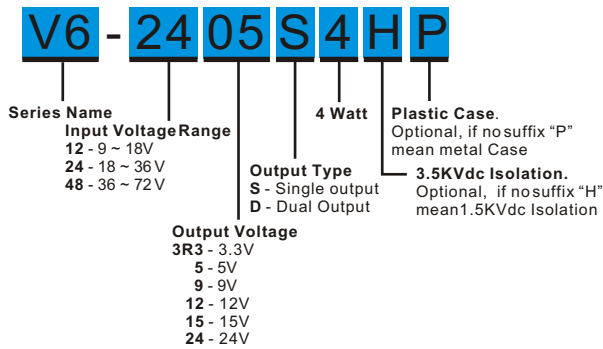 V6 - 24 05 S 4 H P
Series Name
Input Voltage Range
12 - 9 ~ 18V
24 - 18 ~ 36V
48 - 36 ~ 72V
4 Watt
Plastic Case.
Optional, if no suffix "P"
mean metal Case
Output Type
S - Single output
D - Dual Output
3.5KVdc Isolation.
Optional, if no suffix "H"
mean1.5KVdc Isolation
Output Voltage
3R3 - 3.3V
5 - 5V
9 - 9V
12 - 12V
15 - 15V
24 - 24V